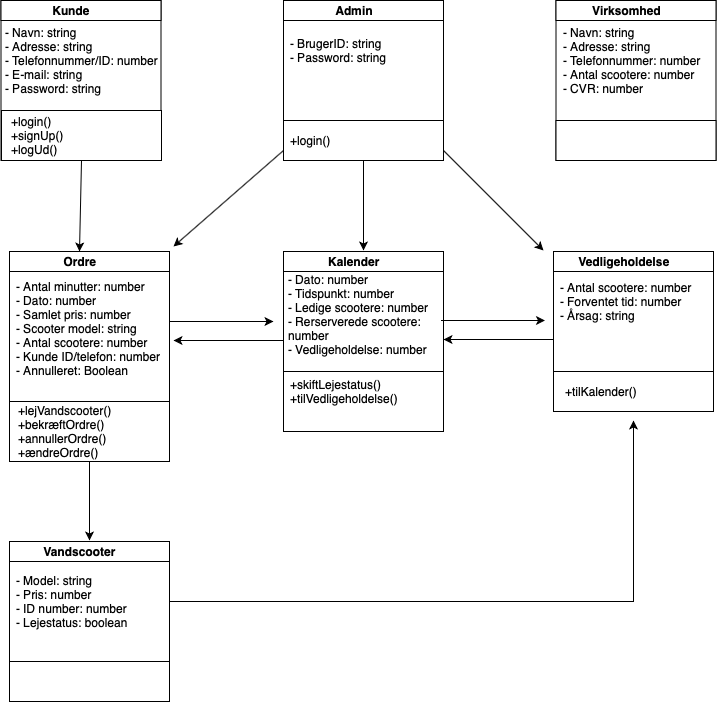 Kunde
- Navn: string
- Adresse: string
- Telefonnummer/ID: number
- E-mail: string
- Password: string
+login()
+signUp()
+logUd()
Admin
- BrugerID: string
- Password: string
+login()
Virksomhed
- Navn: string
- Adresse: string
- Telefonnummer: number
- Antal scootere: number
- CVR: number
Ordre
- Antal minutter: number
- Dato: number
- Samlet pris: number
- Scooter model: string
- Antal scootere: number
- Kunde ID/telefon: number
- Annulleret: Boolean
+lejVandscooter()
+bekræftOrdre()
+annullerOrdre()
+ændreOrdre()
Kalender
- Dato: number
- Tidspunkt: number
- Ledige scootere: number
- Rerserverede scootere:
number
- Vedligeholdelse: number
+skiftLejestatus()
+tilVedligeholdelse()
Vedligeholdelse
- Antal scootere: number
- Forventet tid: number
- Årsag: string
+tilKalender()
Vandscooter
- Model: string
- Pris: number
- ID number: number
- Lejestatus: boolean